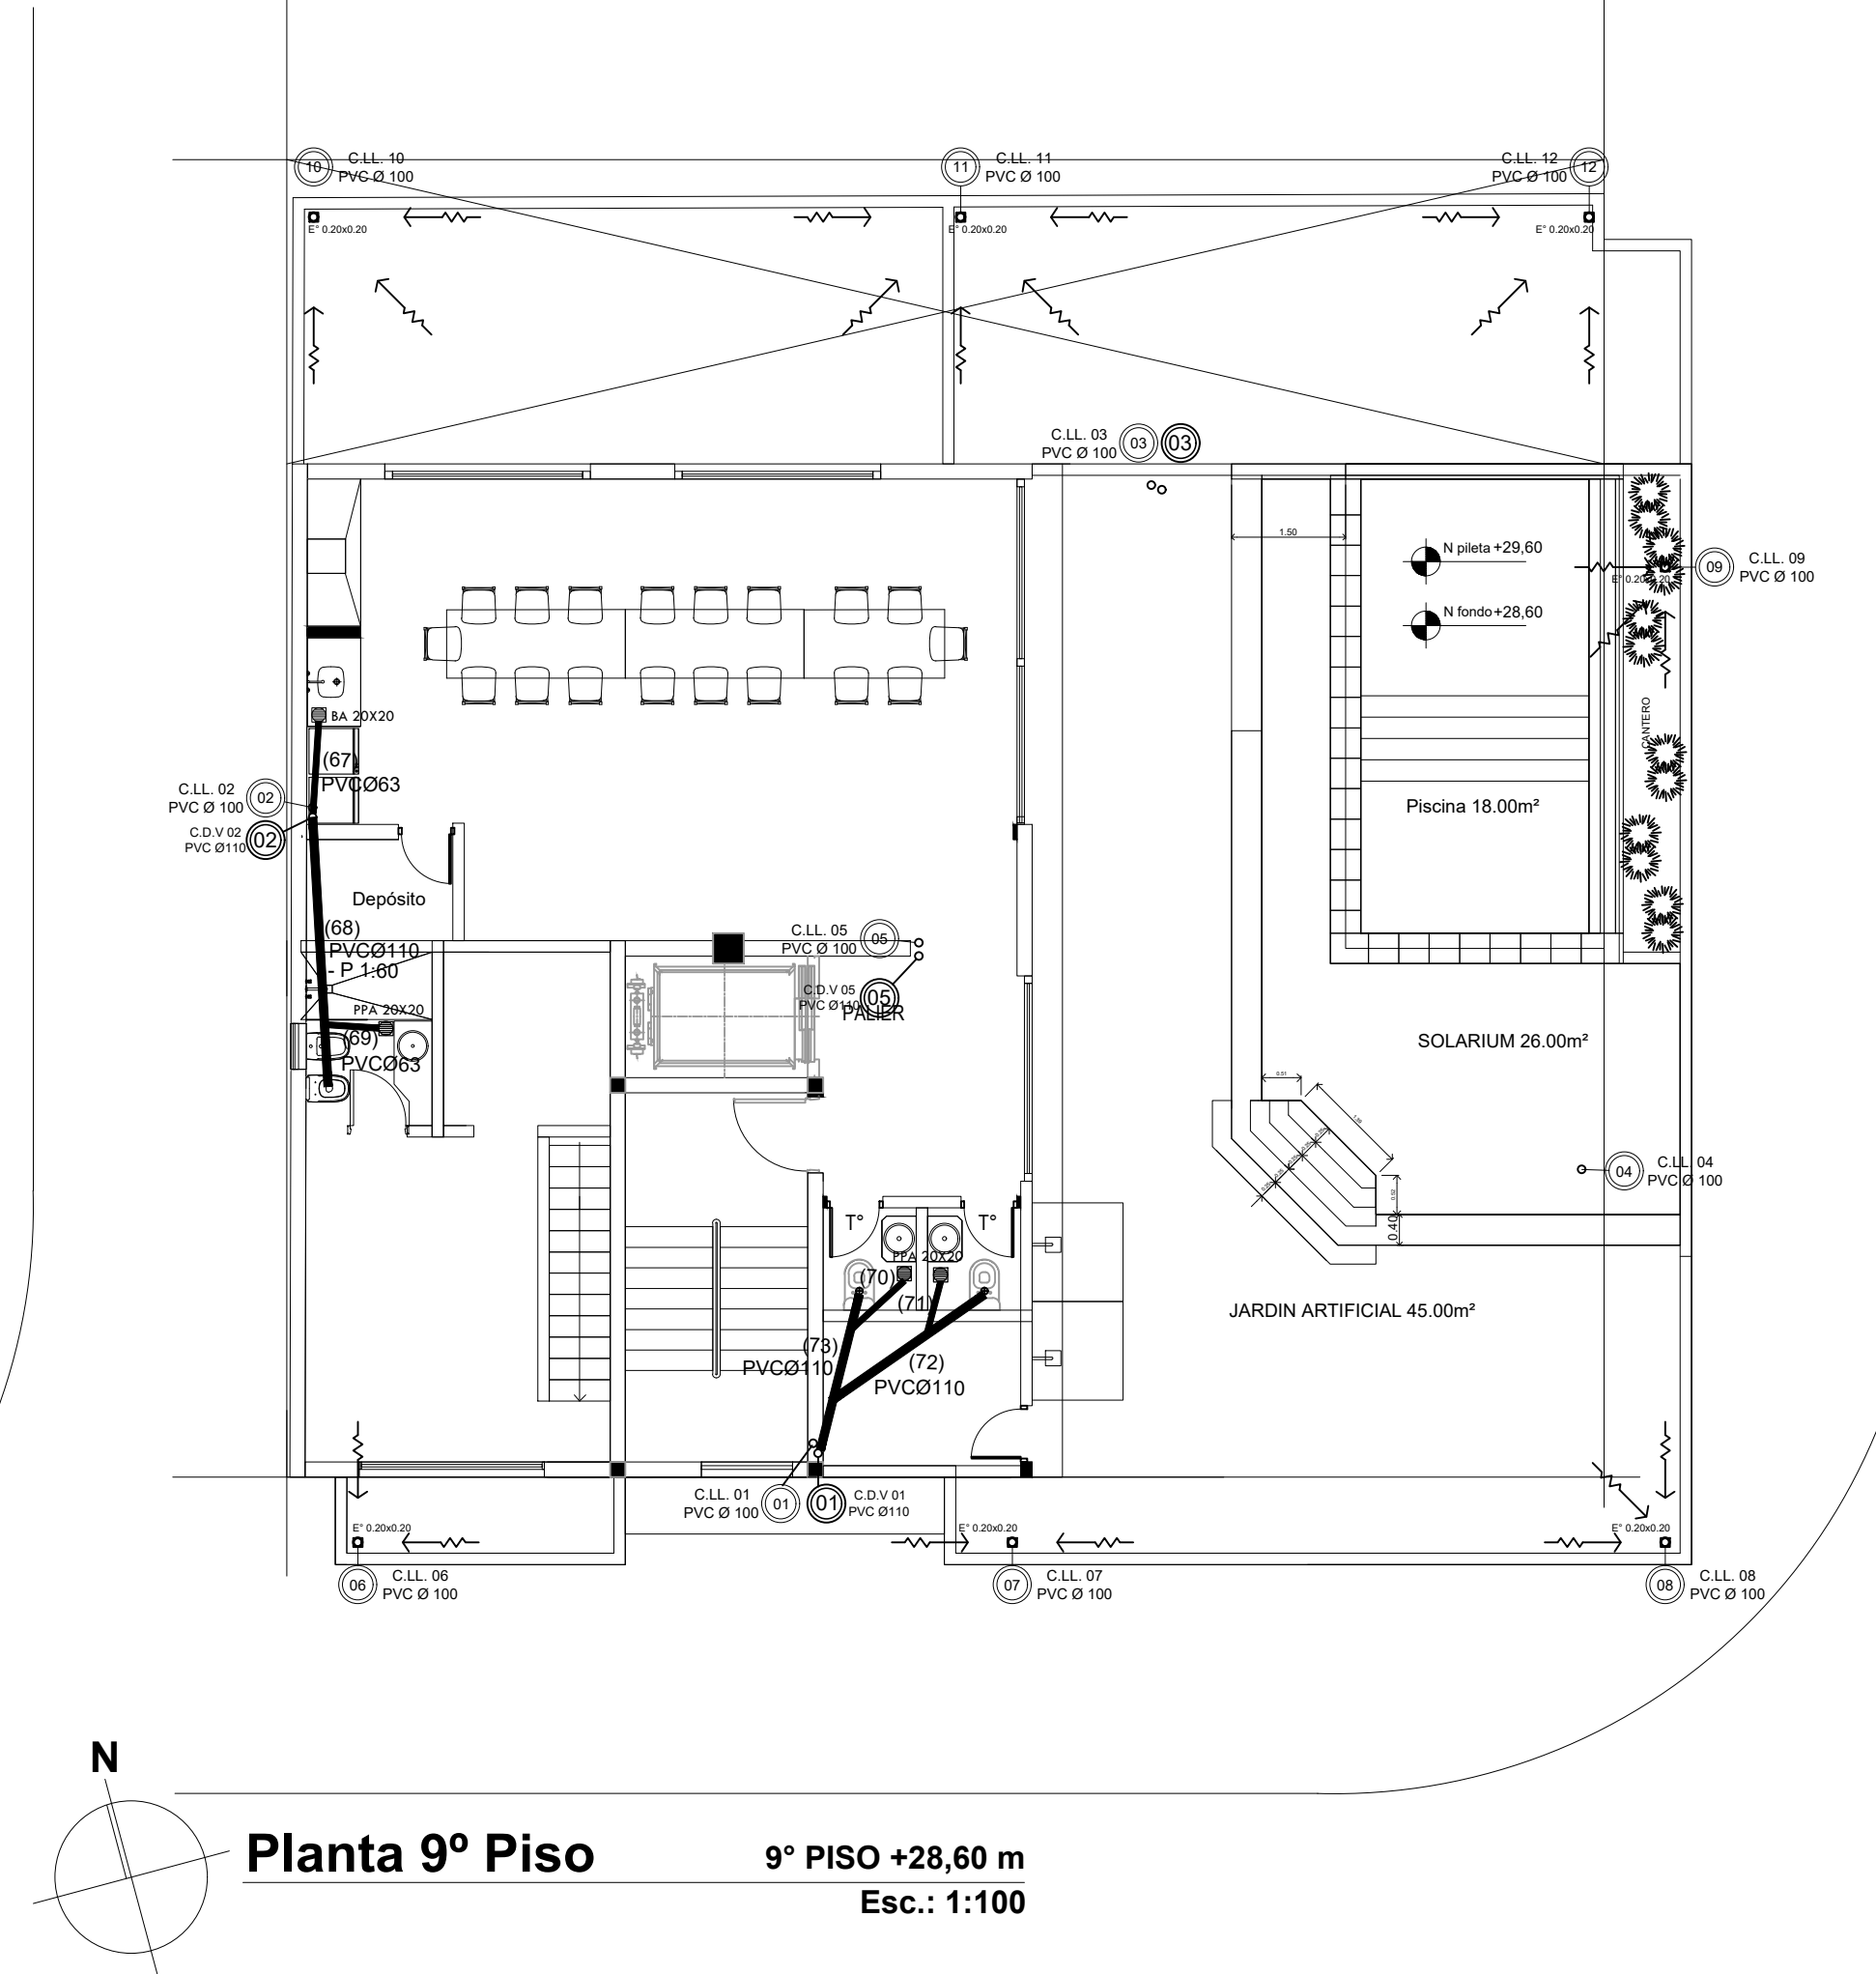 10
C.LL. 10
PVC Ø 100
11
C.LL. 11
PVC Ø 100
C.LL. 12
PVC Ø 100
12
E° 0.20x0.20
E° 0.20x0.20
E° 0.20x0.20
C.LL. 03
PVC Ø 100
03
03
1.50
N pileta +29,60
N fondo +28,60
E° 0.20x0.20
09
C.LL. 09
PVC Ø 100
CANTERO
BA 20X20
(67)
PVCØ63
C.LL. 02
PVC Ø 100
02
C.D.V 02
PVC Ø110
02
Piscina 18.00m²
Depósito
(68)
PVCØ110
- P 1:60
C.LL. 05
PVC Ø 100
05
C.D.V 05
PVC Ø110
05
PALIER
PPA 20X20
(69)
PVCØ63
SOLARIUM 26.00m²
0.51
0.52
0.40
04
C.LL. 04
PVC Ø 100
T°
T°
PPA 20X20
(70)
(71)
(73)
PVCØ110
(72)
PVCØ110
JARDIN ARTIFICIAL 45.00m²
C.LL. 01
PVC Ø 100
01
01
C.D.V 01
PVC Ø110
E° 0.20x0.20
E° 0.20x0.20
E° 0.20x0.20
06
C.LL. 06
PVC Ø 100
07
C.LL. 07
PVC Ø 100
08
C.LL. 08
PVC Ø 100
N
Planta 9º Piso
9° PISO +28,60 m
Esc.: 1:100